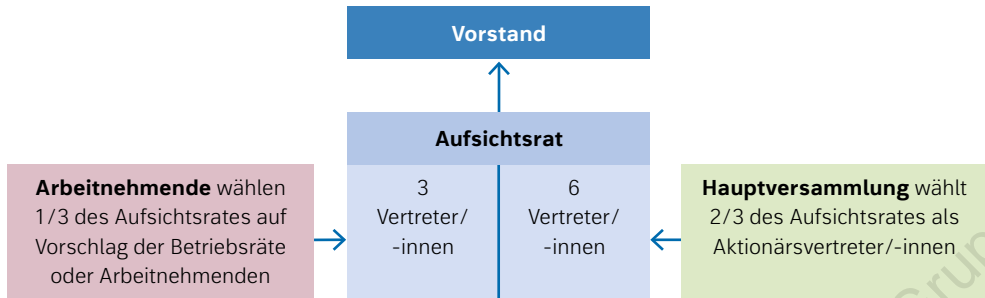 Vorstand
Aufsichtsrat
Arbeitnehmende wählen
1/3 des Aufsichtsrates auf
Vorschlag der Betriebsräte
oder Arbeitnehmenden
3
Vertreter/
-innen
6
Vertreter/
-innen
Hauptversammlung wählt
2/3 des Aufsichtsrates als
Aktionärsvertreter/-innen